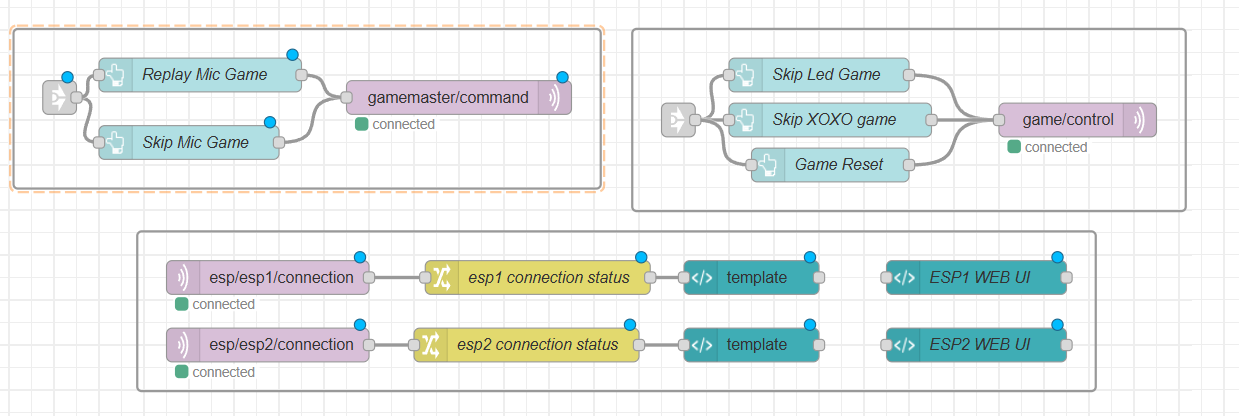 Replay Mic Game
Skip Mic Game
gamemaster/command
connected
Skip Led Game
Skip XOXO game
Game Reset
game/control
connected
esp/esp1/connection
connected
esp1 connection status
template
ESP1 WEB UI
esp/esp2/connection
connected
esp2 connection status
template
ESP2 WEB UI